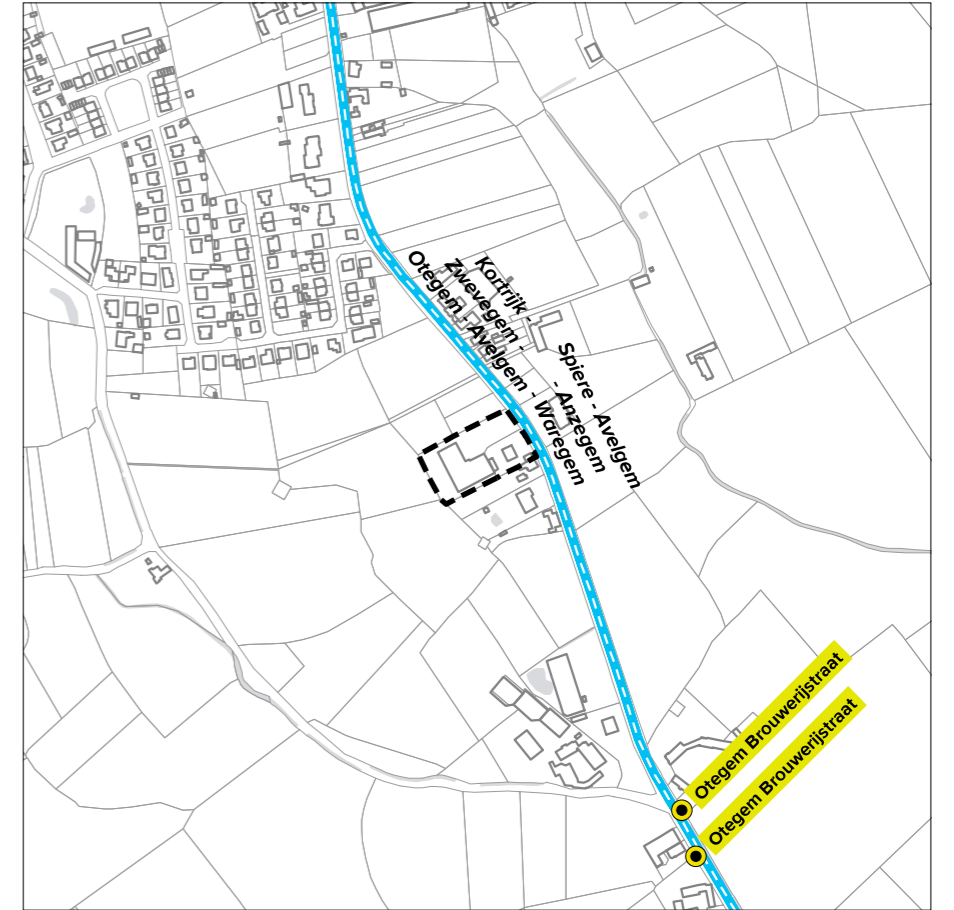 Kortrijk - Spiere - Avelgem
Zwevegem - - Anzegem
Otegem - Avelgem - Waregem
Otegem Brouwerijstraat
Otegem Brouwerijstraat